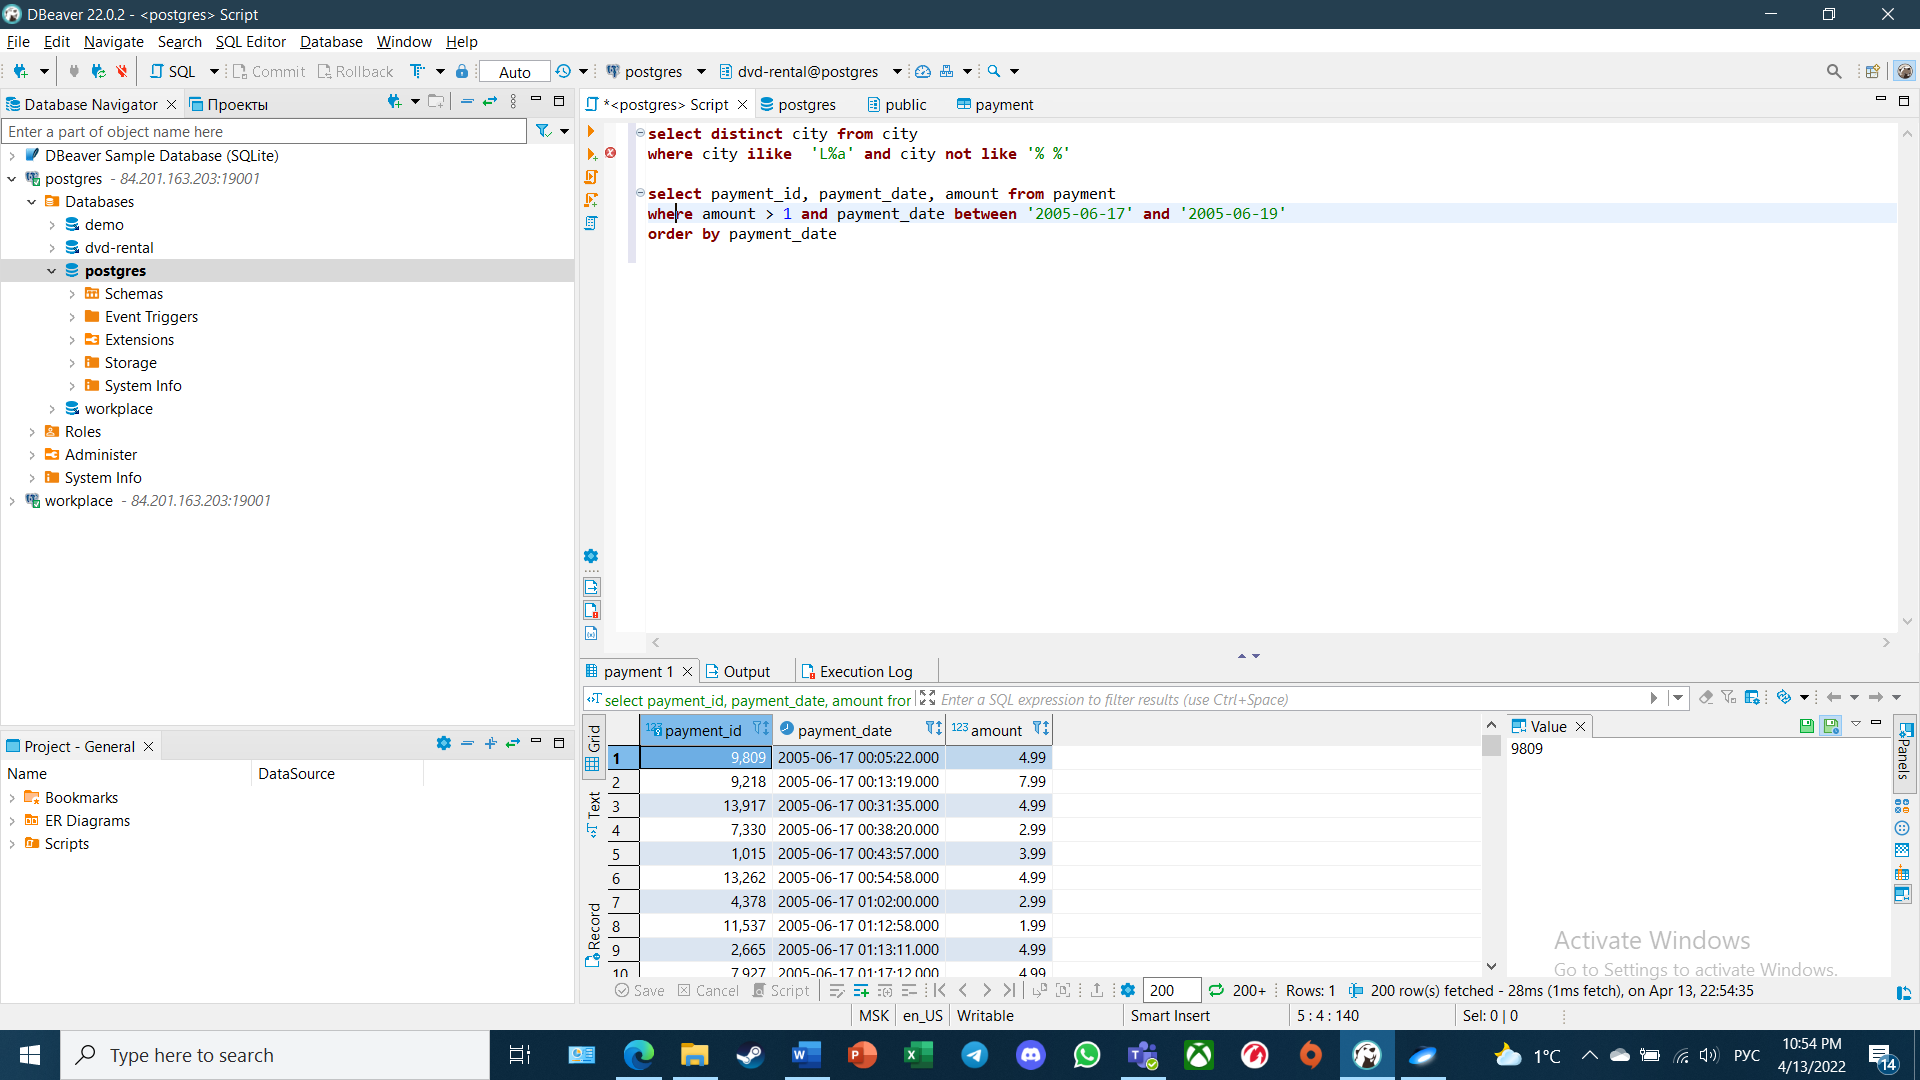 DBeaver 22.0.2 - <postgres> Script
File Edit Navigate Search SQL Editor Database Window Help
SQL Commit Rollback Auto postgres dvd-rental@postgres
Database Navigator Проекты
Enter a part of object name here
DBeaver Sample Database (SQLite)
postgres - 84.201.163.203:19001
Databases
demo
dvd-rental
postgres
Schemas
Event Triggers
Extensions
Storage
System Info
workplace
Roles
Administer
System Info
workplace - 84.201.163.203:19001
Project - General
Name DataSource
Bookmarks
ER Diagrams
Scripts
*<postgres> Script postgres public payment
select distinct city from city
where city ilike 'L%a' and city not like '% %'
select payment_id, payment_date, amount from payment
where amount > 1 and payment_date between '2005-06-17' and '2005-06-19'
order by payment_date
payment 1 Output Execution Log
select payment_id, payment_date, amount fror Enter a SQL expression to filter results (use Ctrl+Space)
Grid
Text
Record
123 payment_id payment_date 123 amount
1 9,809 2005-06-17 00:05:22.000 4.99
2 9,218 2005-06-17 00:13:19.000 7.99
3 13,917 2005-06-17 00:31:35.000 4.99
4 7,330 2005-06-17 00:38:20.000 2.99
5 1,015 2005-06-17 00:43:57.000 3.99
6 13,262 2005-06-17 00:54:58.000 4.99
7 4,378 2005-06-17 01:02:00.000 2.99
8 11,537 2005-06-17 01:12:58.000 1.99
9 2,665 2005-06-17 01:13:11.000 4.99
10 7,927 2005-06-17 01:17:12.000 4.99
Value
9809
Panels
Activate Windows
Go to Settings to activate Windows.
Save Cancel Script 200 200+ Rows: 1 200 row(s) fetched - 28ms (1ms fetch), on Apr 13, 22:54:35
MSK en_US Writable Smart Insert 5 : 4 : 140 Sel: 0 | 0
Type here to search
1°C РУС 10:54 PM
4/13/2022
14